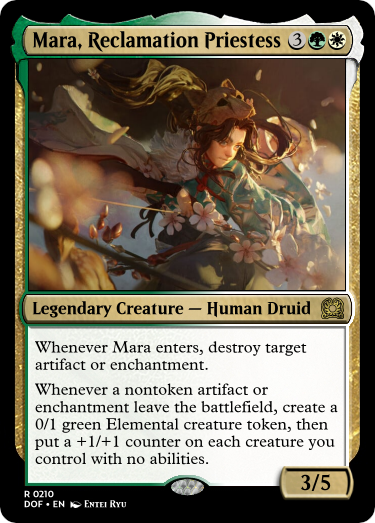 Mara, Reclamation Priestess 3
Legendary Creature — Human Druid
Whenever Mara enters, destroy target
artifact or enchantment.
Whenever a nontoken artifact or
enchantment leave the battlefield, create a
0/1 green Elemental creature token, then
put a +1/+1 counter on each creature you
control with no abilities.
3/5
R 0210
DOF • EN Entei Ryu